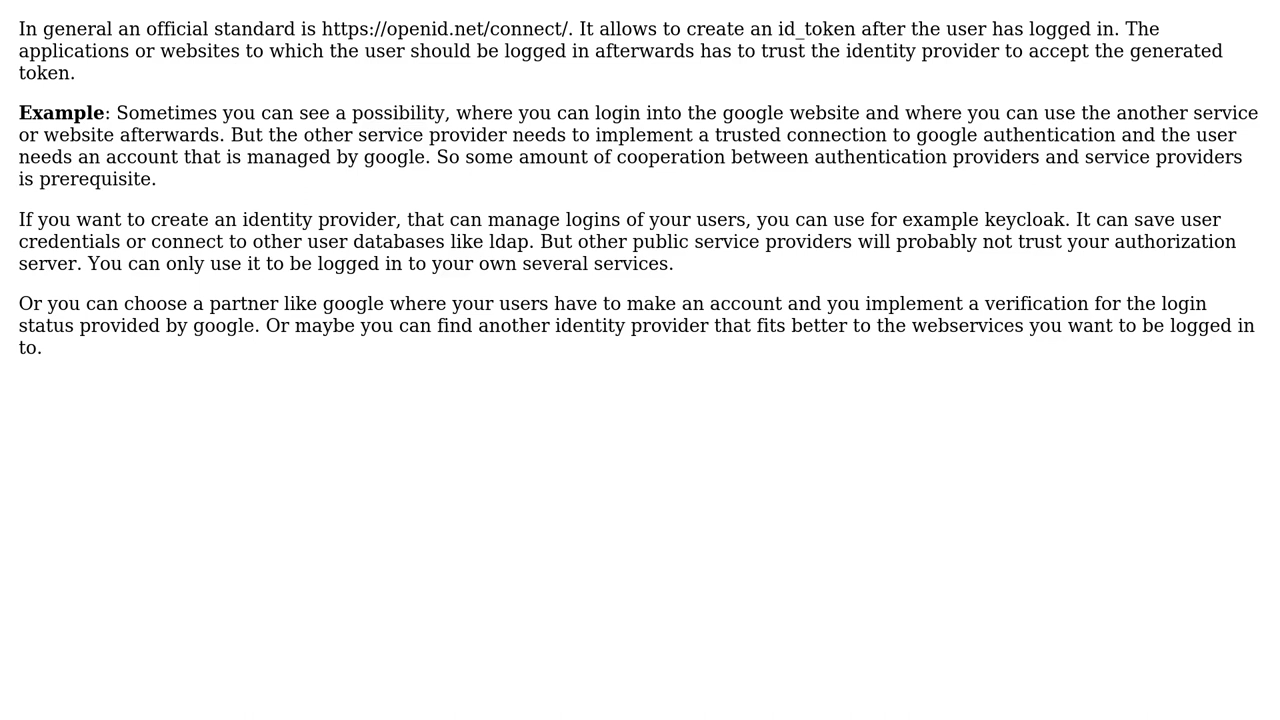 In general an official standard is https://openid.net/connect/. It allows to create an id_token after the user has logged in. The
applications or websites to which the user should be logged in afterwards has to trust the identity provider to accept the generated
token.
Example: Sometimes you can see a possibility, where you can login into the google website and where you can use the another service
or website afterwards. But the other service provider needs to implement a trusted connection to google authentication and the user
needs an account that is managed by google. So some amount of cooperation between authentication providers and service providers
is prerequisite.
If you want to create an identity provider, that can manage logins of your users, you can use for example keycloak. It can save user
credentials or connect to other user databases like ldap. But other public service providers will probably not trust your authorization
server. You can only use it to be logged in to your own several services.
Or you can choose a partner like google where your users have to make an account and you implement a verification for the login
status provided by google. Or maybe you can find another identity provider that fits better to the webservices you want to be logged in
to.